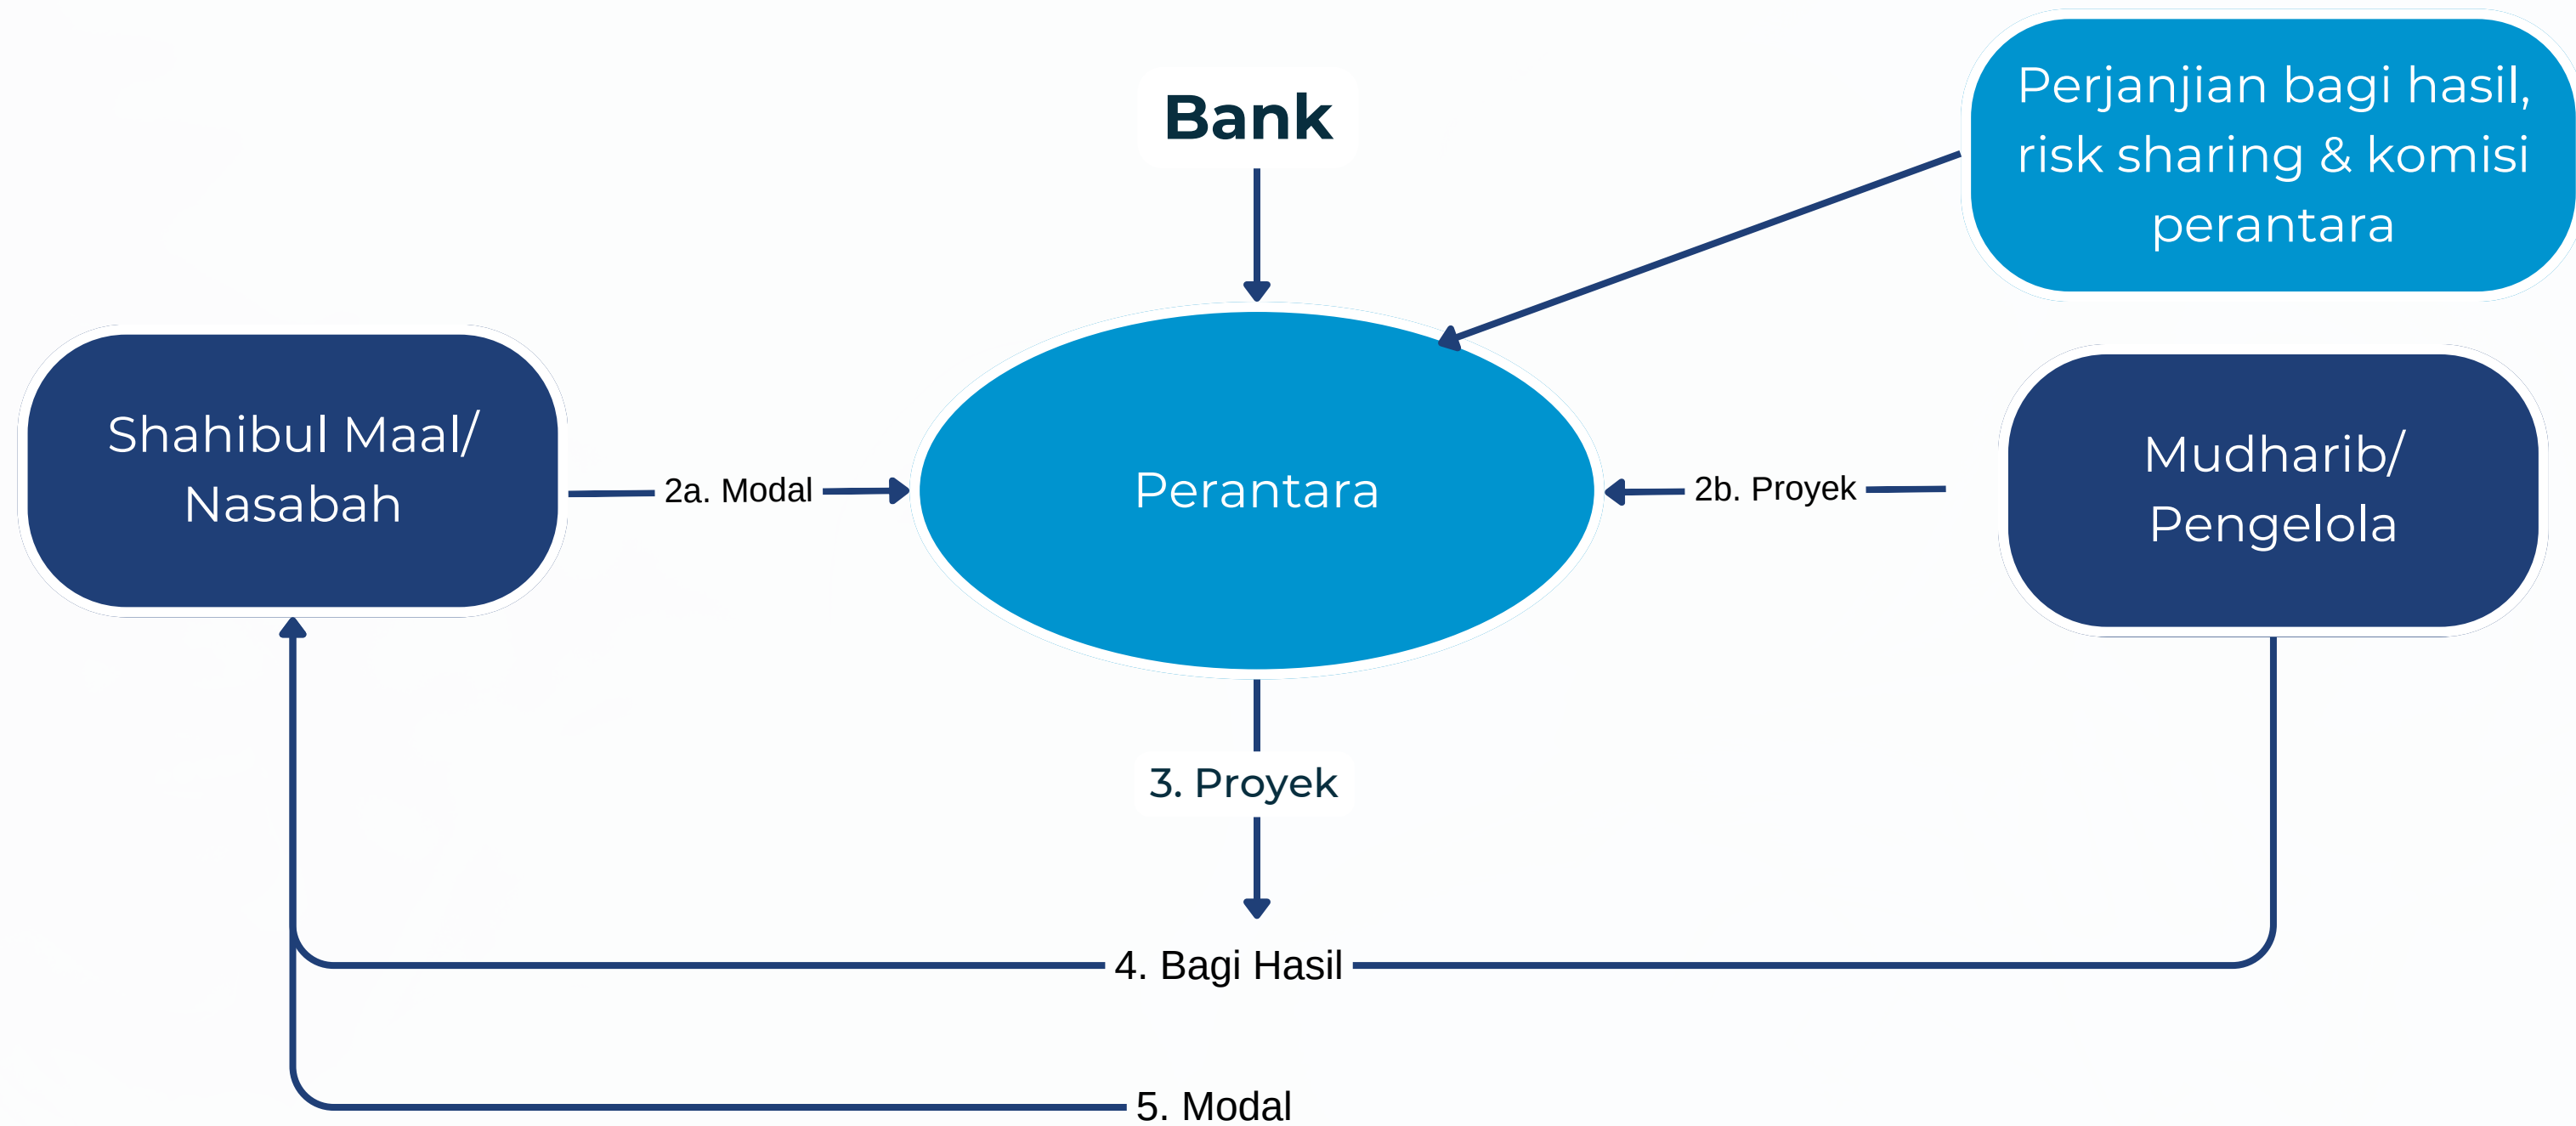 Bank
Perjanjian bagi hasil,
risk sharing & komisi
perantara
Shahibul Maal/
Nasabah
2a. Modal
Perantara
2b. Proyek
Mudharib/
Pengelola
3. Proyek
4. Bagi Hasil
5. Modal